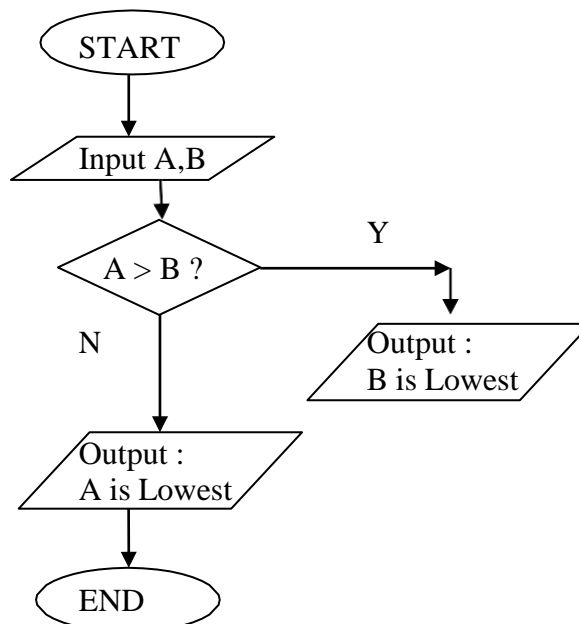 START
Input A,B
A > B ?
Y
N
Output :
B is Lowest
Output :
A is Lowest
END